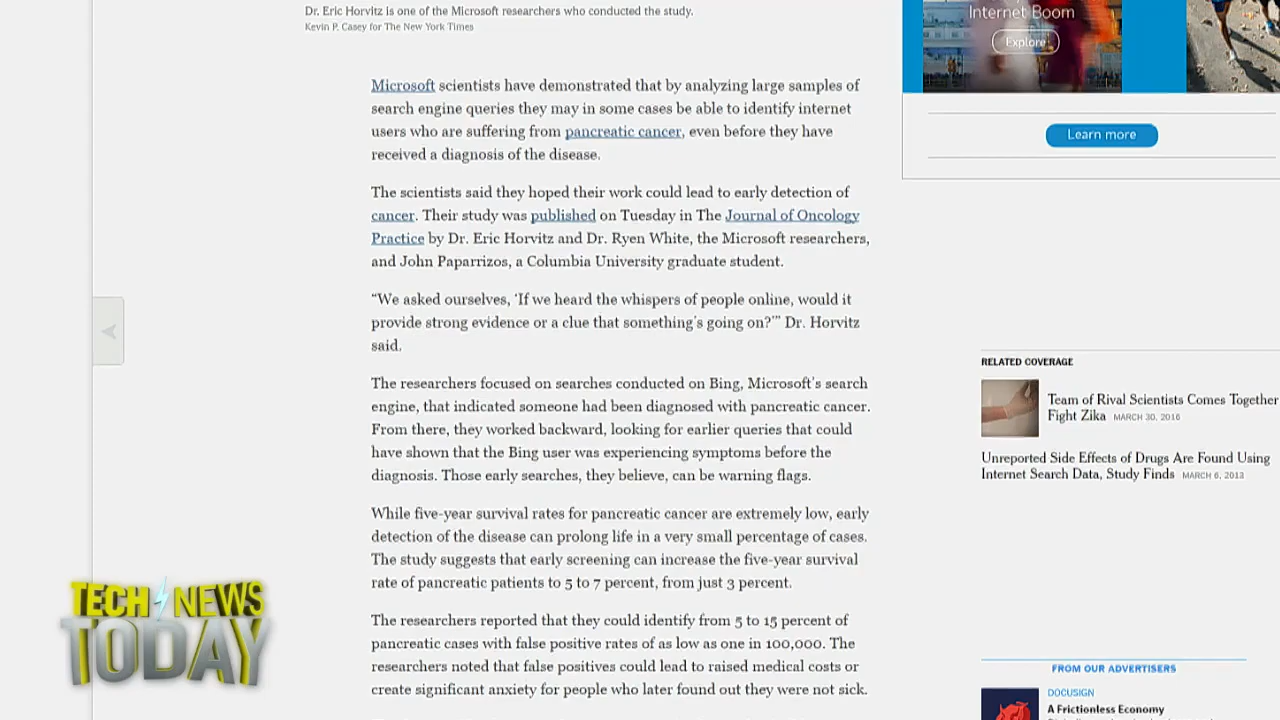 Dr. Eric Horvitz is one of the Microsoft researchers who conducted the study.
Kevin P. Casey for The New York Times
Microsoft scientists have demonstrated that by analyzing large samples of
search engine queries they may in some cases be able to identify internet
users who are suffering from pancreatic cancer, even before they have
received a diagnosis of the disease.
The scientists said they hoped their work could lead to early detection of
cancer. Their study was published on Tuesday in The Journal of Oncology
Practice by Dr. Eric Horvitz and Dr. Ryen White, the Microsoft researchers,
and John Paparrizos, a Columbia University graduate student.
“We asked ourselves, ‘If we heard the whispers of people online, would it
provide strong evidence or a clue that something’s going on?’” Dr. Horvitz
said.
The researchers focused on searches conducted on Bing, Microsoft’s search
engine, that indicated someone had been diagnosed with pancreatic cancer.
From there, they worked backward, looking for earlier queries that could
have shown that the Bing user was experiencing symptoms before the
diagnosis. Those early searches, they believe, can be warning flags.
While five-year survival rates for pancreatic cancer are extremely low, early
detection of the disease can prolong life in a very small percentage of cases.
The study suggests that early screening can increase the five-year survival
rate of pancreatic patients to 5 to 7 percent, from just 3 percent.
The researchers reported that they could identify from 5 to 15 percent of
pancreatic cases with false positive rates of as low as one in 100,000. The
researchers noted that false positives could lead to raised medical costs or
create significant anxiety for people who later found out they were not sick.
Internet Boom
Explore
Learn more
RELATED COVERAGE
Team of Rival Scientists Comes Together
Fight Zika MARCH 30, 2016
Unreported Side Effects of Drugs Are Found Using
Internet Search Data, Study Finds MARCH 6, 2013
FROM OUR ADVERTISERS
DOCUSIGN
A Frictionless Economy
TECH NEWS
TODAY